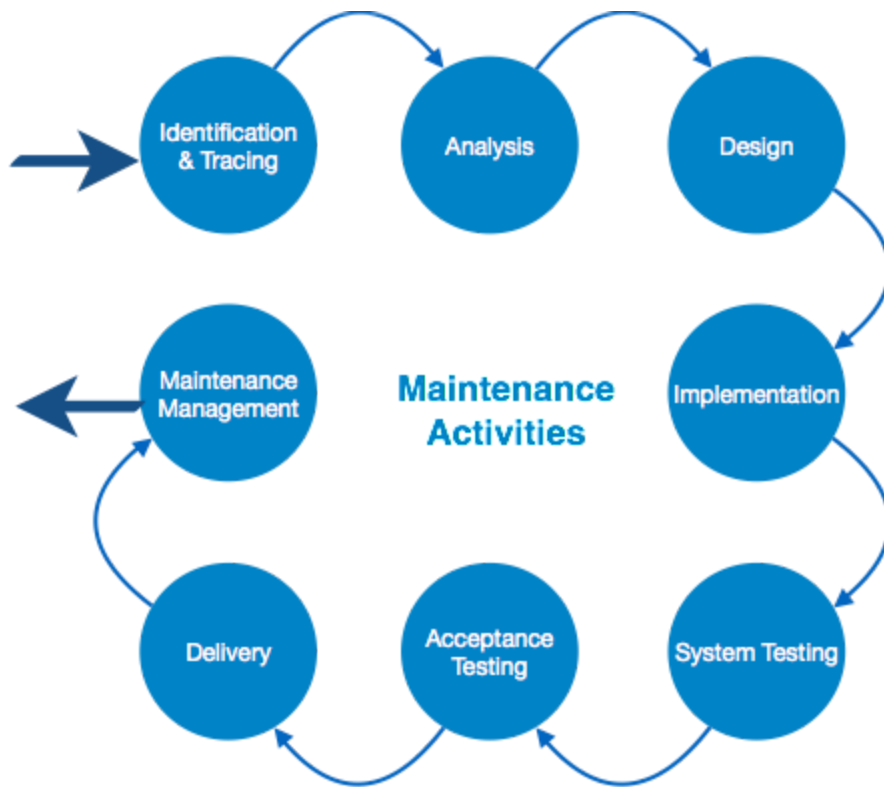 Identification
& Tracing
Analysis
Design
Implementation
System Testing
Acceptance
Testing
Delivery
Maintenance
Management
Maintenance
Activities